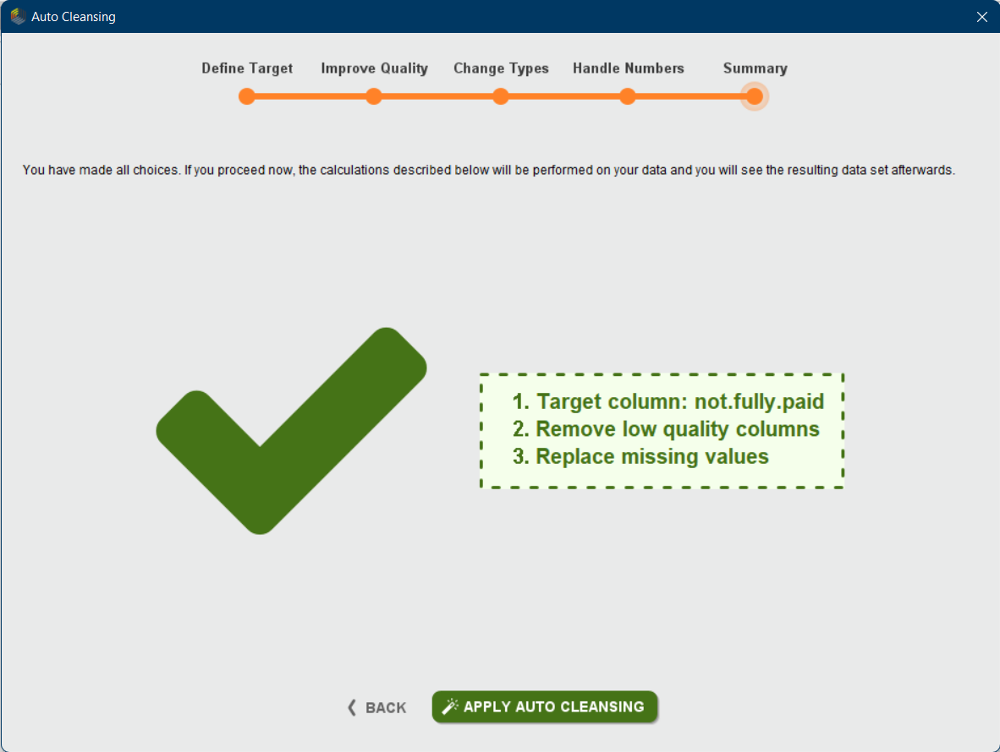 Auto Cleansing
Define Target Improve Quality Change Types Handle Numbers Summary
You have made all choices. If you proceed now, the calculations described below will be performed on your data and you will see the resulting data set afterwards.
1. Target column: not.fully.paid
2. Remove low quality columns
3. Replace missing values
BACK APPLY AUTO CLEANSING